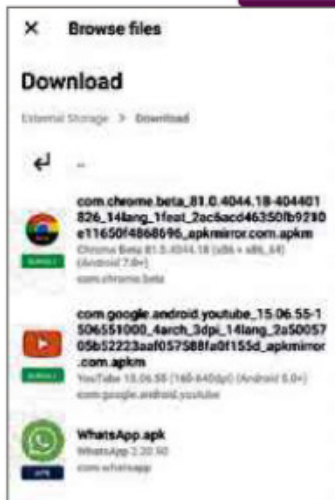 Browse files
Download
External Storage > Download
..
com.chrome.beta_81.0.4044.18-404401
826_14lang_1feat_2ac6acd46350fb9210
e11650f4868696_apkmirror.com.apkm
Chrome Beta 81.0.4044.18 (x86 + x86_64)
(Android 7.0+)
com.chrome.beta
com.google.android.youtube_15.06.55-1
506551000_4arch_3dpi_14lang_2a50057
05b52223aaf057588fa0f155d_apkmirror
.com.apkm
YouTube 15.06.55 (160-640dpi) (Android 5.0+)
com.google.android.youtube
WhatsApp.apk
WhatsApp 2.20.90
APK
com.whatsapp